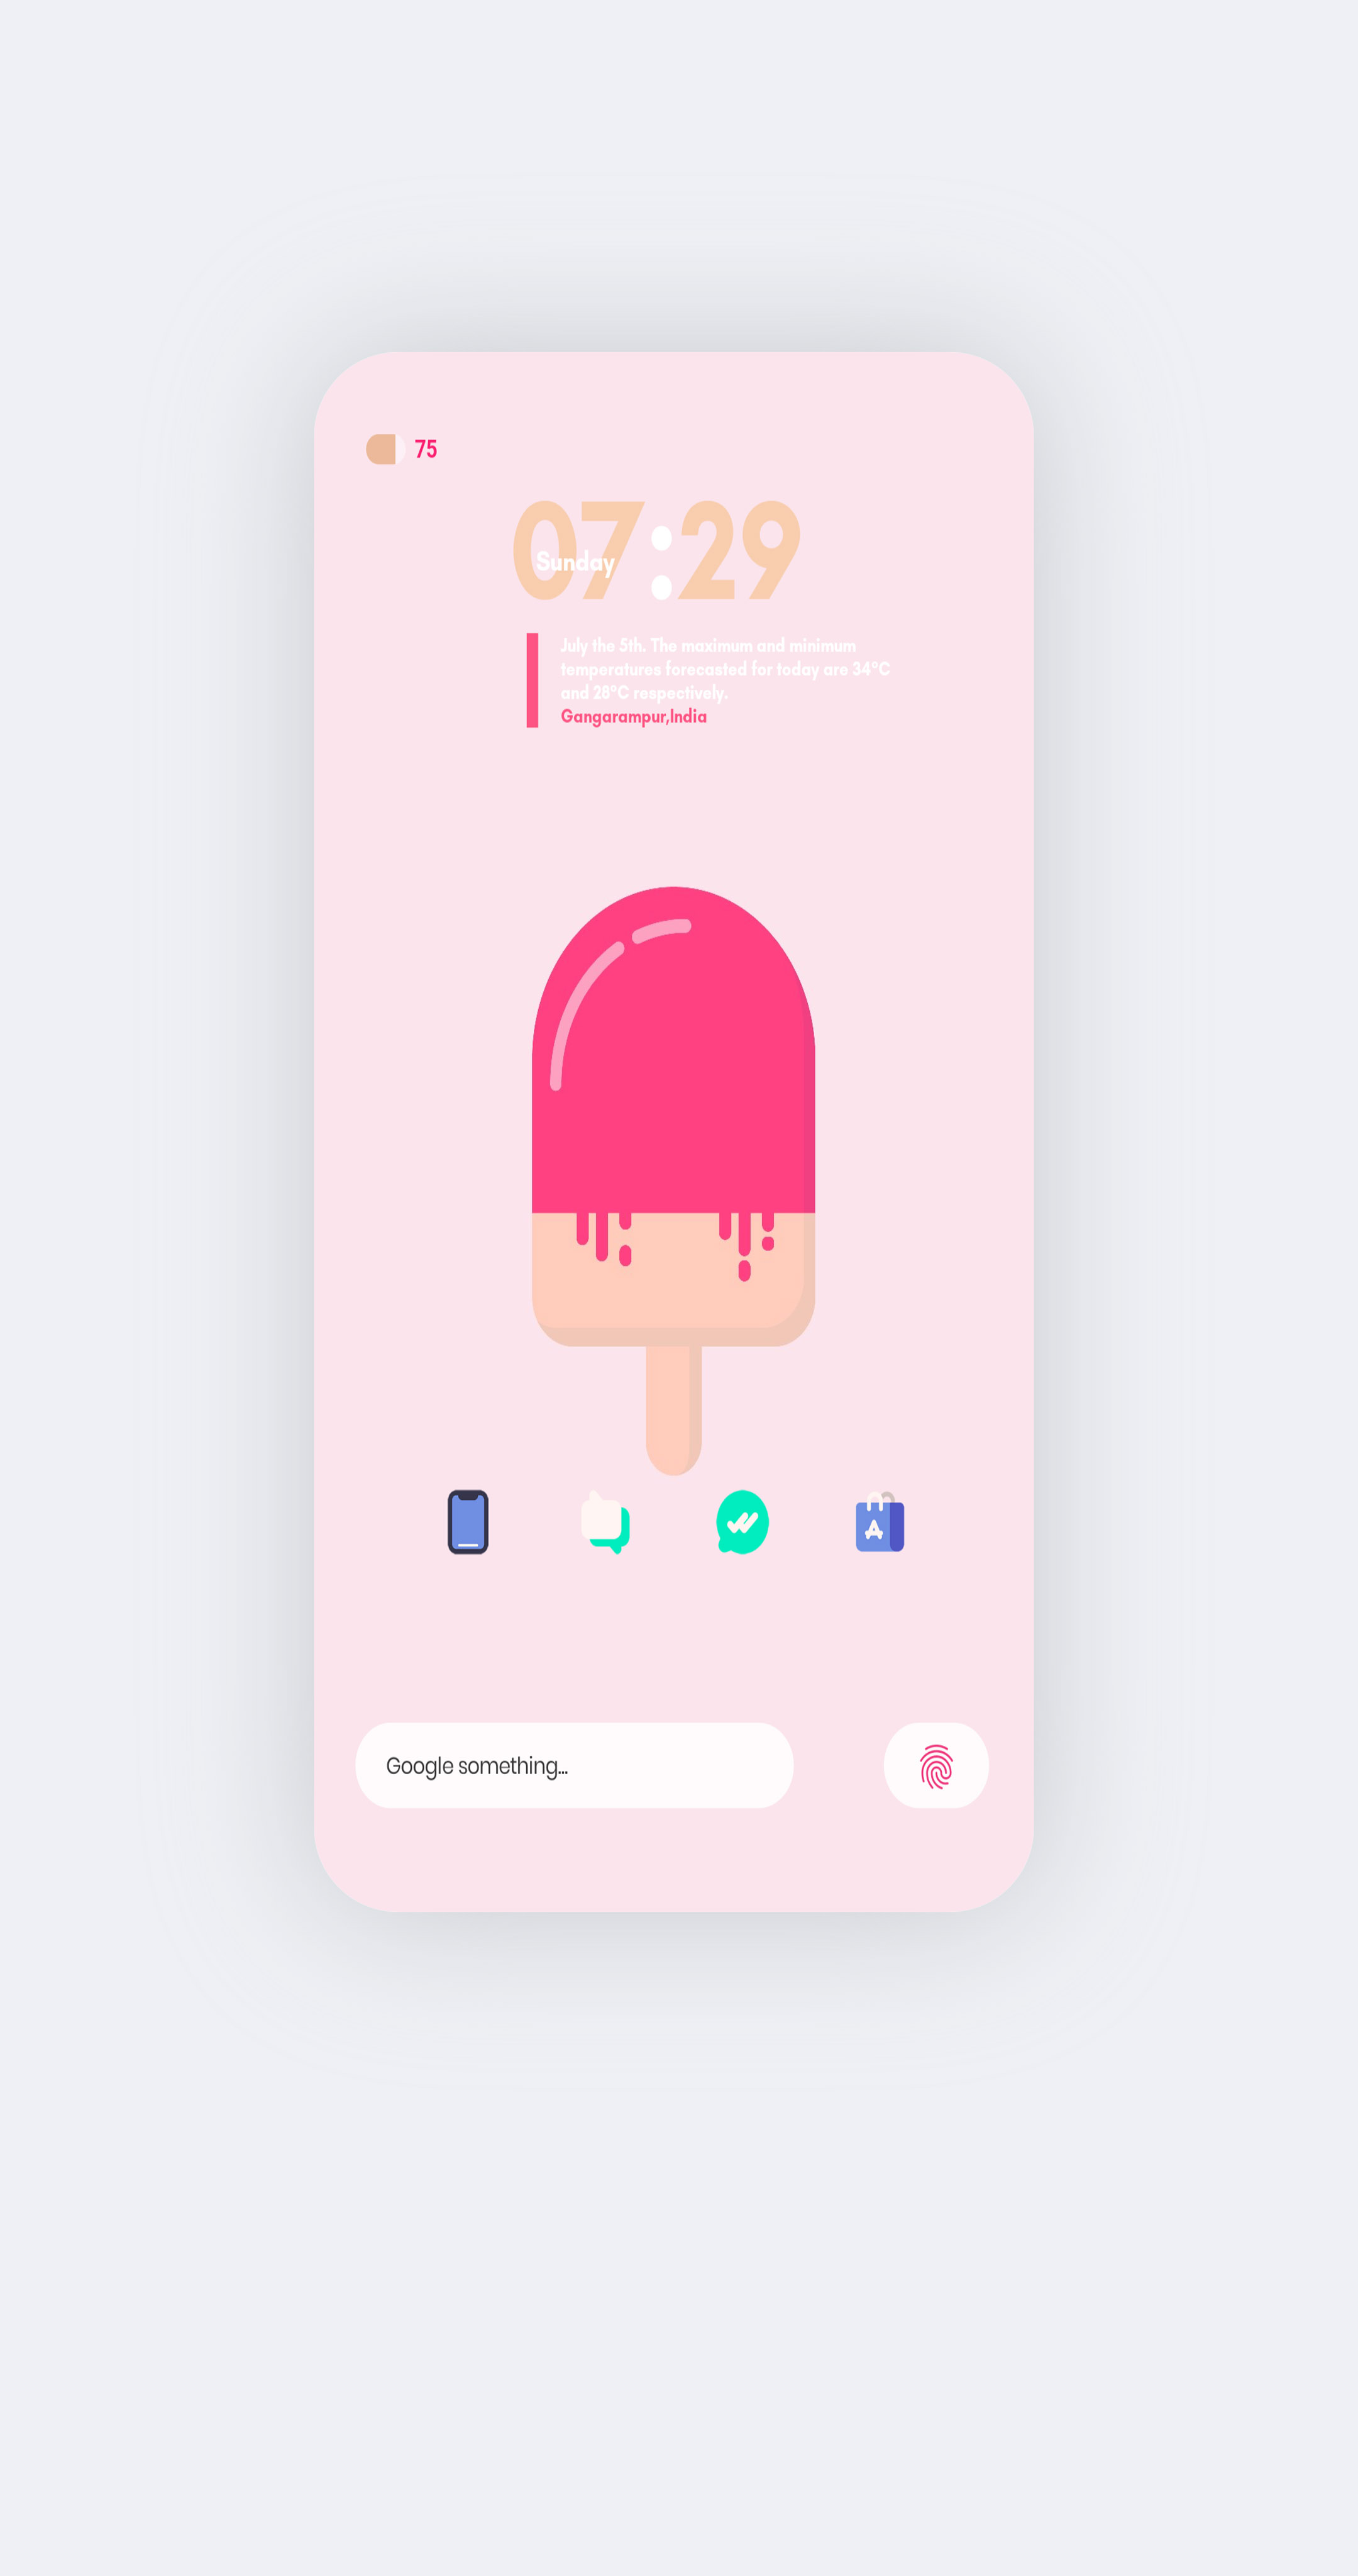 75
07:29
Sunday
July the 5th. The maximum and minimum
temperatures forecasted for today are 34°C
and 28°C respectively.
Gangarampur,India
A
Google something...